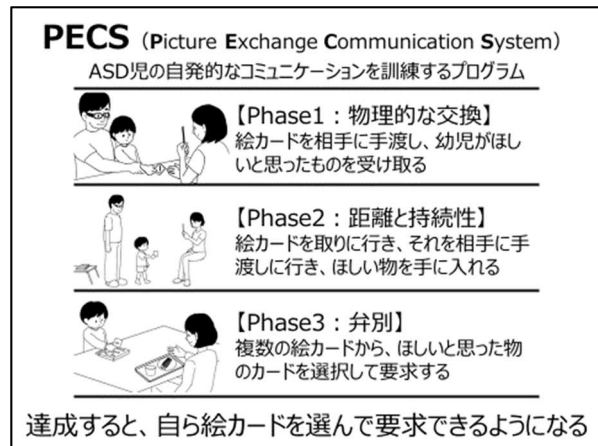 PECS（Picture Exchange Communication System）
ASD児の自発的なコミュニケーションを訓練するプログラム
【Phase1：物理的な交換】
絵カードを相手に手渡し、幼児がほし
いと思ったものを受け取る
【Phase2：距離と持続性】
絵カードを取りに行き、それを相手に手
渡しに行き、ほしい物を手に入れる
【Phase3：弁別】
複数の絵カードから、ほしいと思った物
のカードを選択して要求する
達成すると、自ら絵カードを選んで要求できるようになる